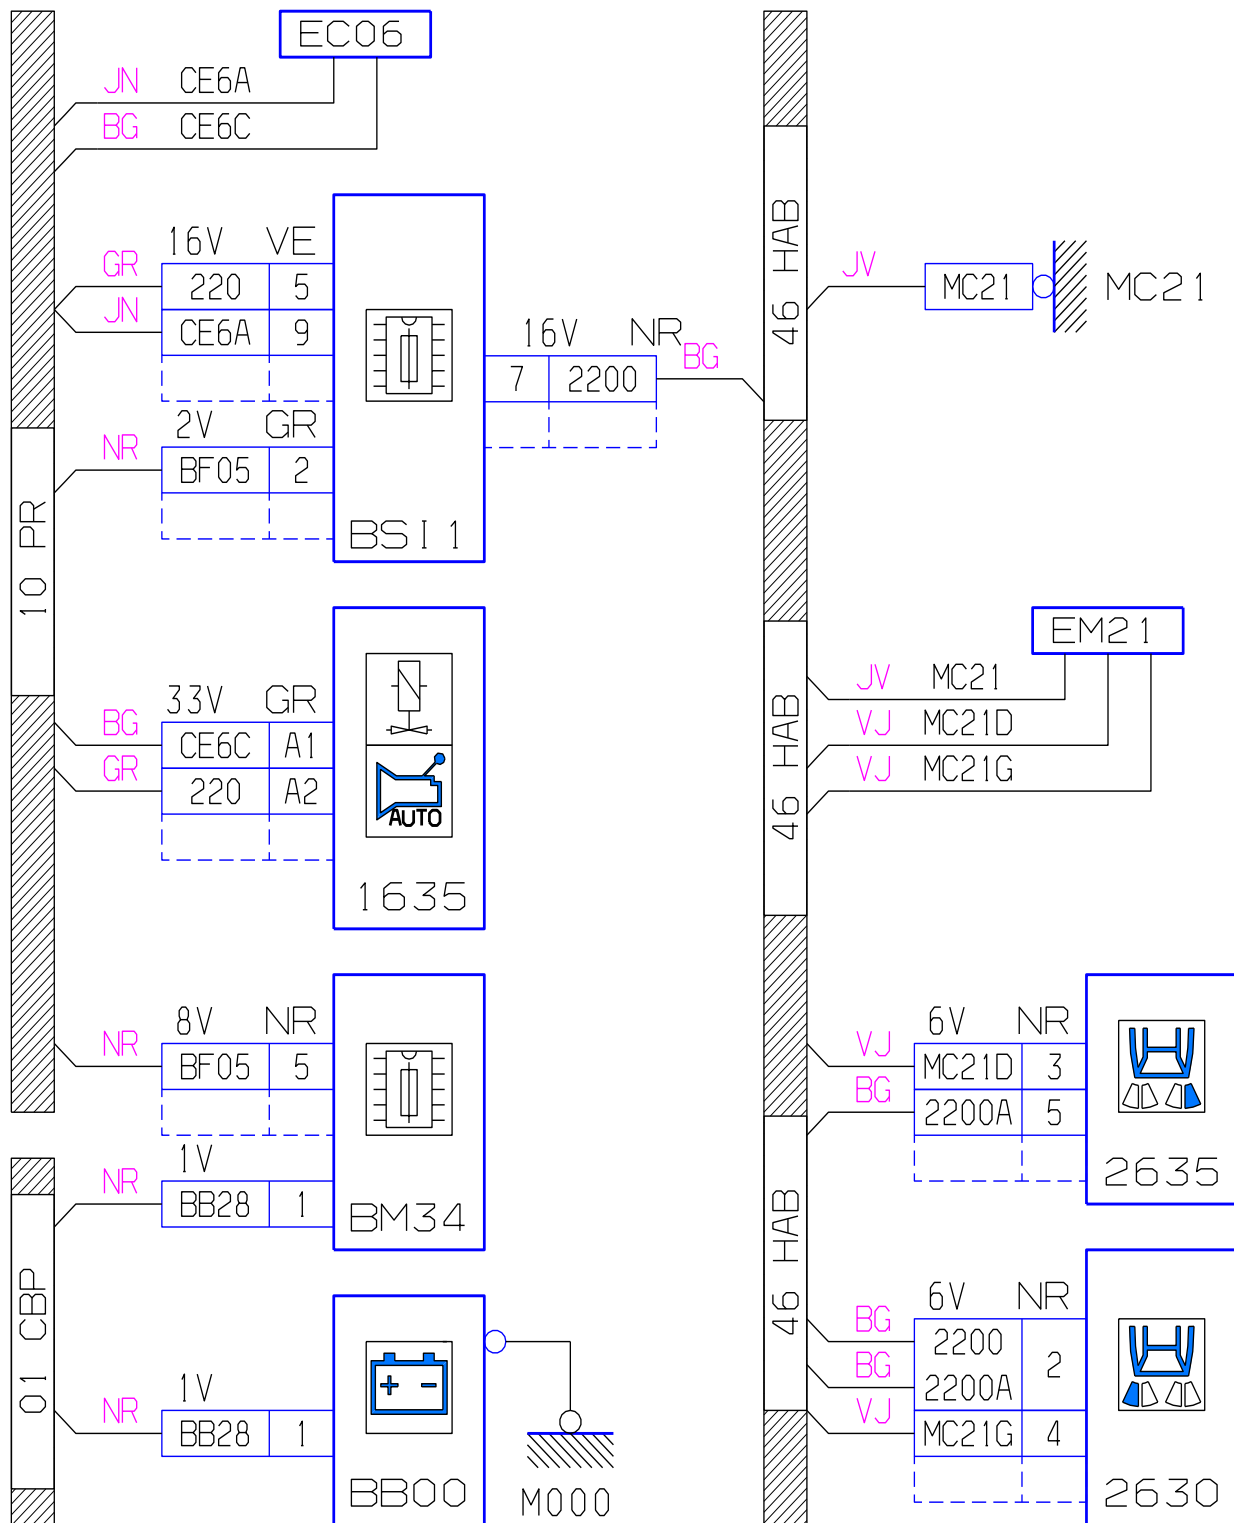 EC06
JN CE6A
BG CE6C
16V VE
GR 220 5
JN CE6A 9
2V GR
NR BF05 2
BSI1
16V NR
7 2200 BG
10 PR
33V GR
BG CE6C A1
GR 220 A2
AUTO
1635
8V NR
NR BF05 5
1V
NR BB28 1
BM34
01 CBP
1V
NR BB28 1
BB00
M000
46 HAB
JV MC21 MC21
EM21
JV MC21
VJ MC21D
VJ MC21G
46 HAB
6V NR
VJ MC21D 3
BG 2200A 5
2635
46 HAB
6V NR
BG 2200 2
BG 2200A
VJ MC21G 4
2630